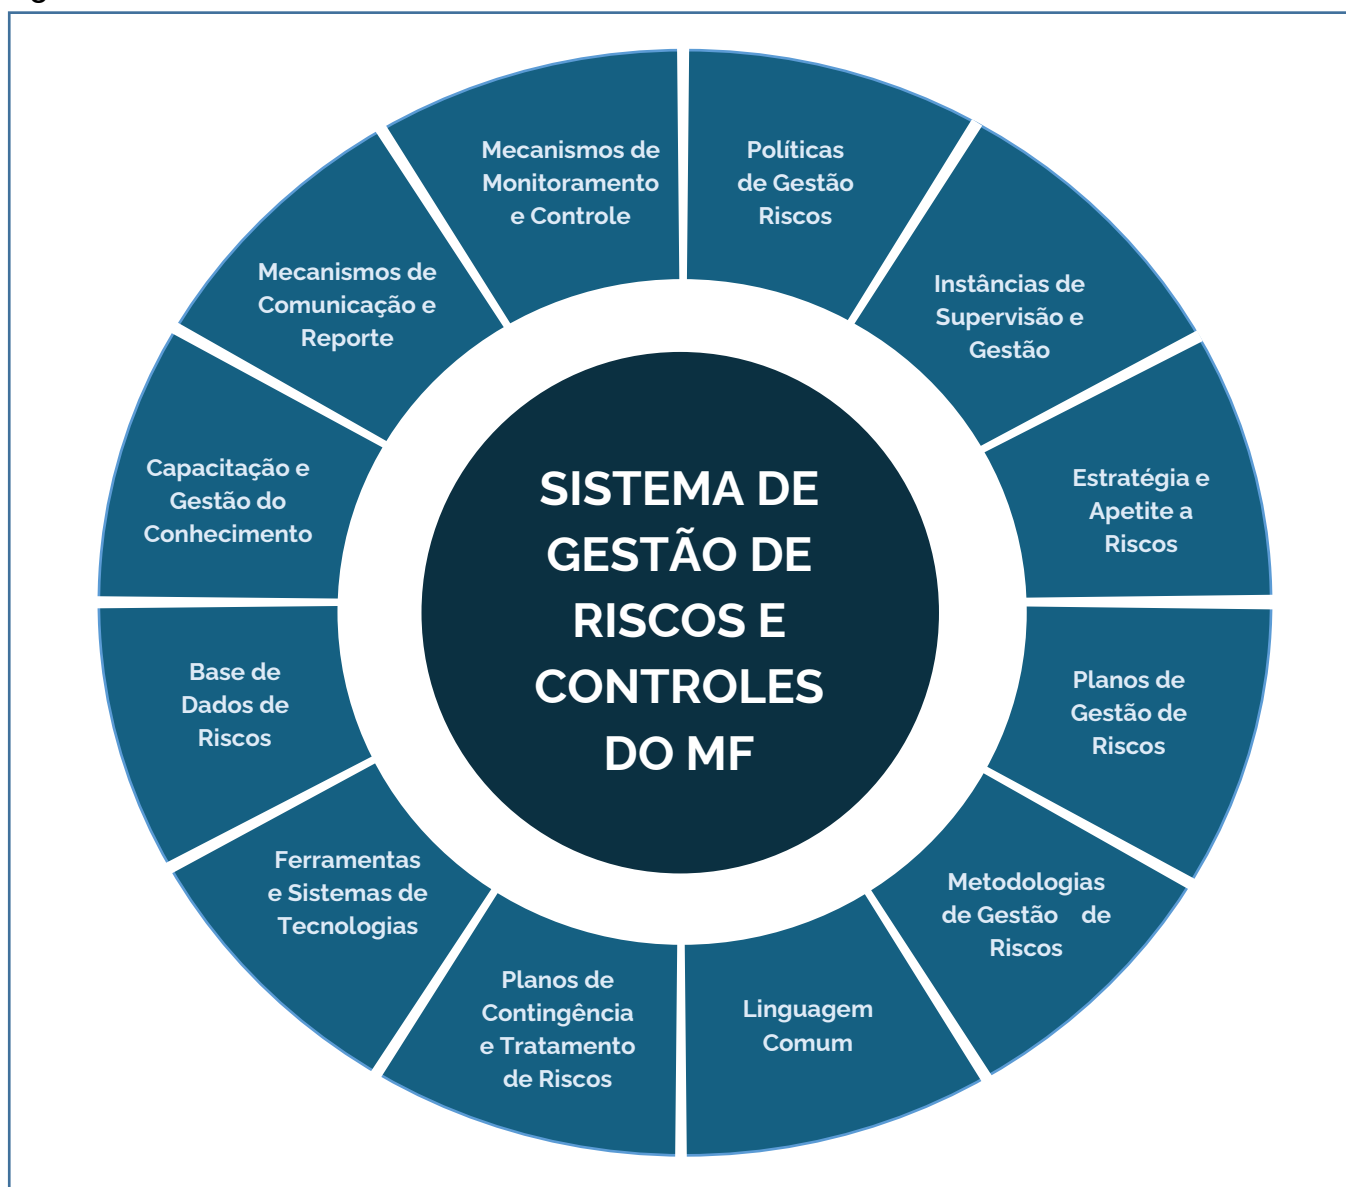 Mecanismos de
Monitoramento
e Controle
Políticas
de Gestão
Riscos
Instâncias de
Supervisão e
Gestão
Estratégia e
Apetite a
Riscos
Planos de
Gestão de
Riscos
Metodologias
de Gestão de
Riscos
Linguagem
Comum
Planos de
Contingência
e Tratamento
de Riscos
Ferramentas
e Sistemas de
Tecnologias
Base de
Dados de
Riscos
Capacitação e
Gestão do
Conhecimento
Mecanismos de
Comunicação e
Reporte
SISTEMA DE
GESTÃO DE
RISCOS E
CONTROLES
DO MF